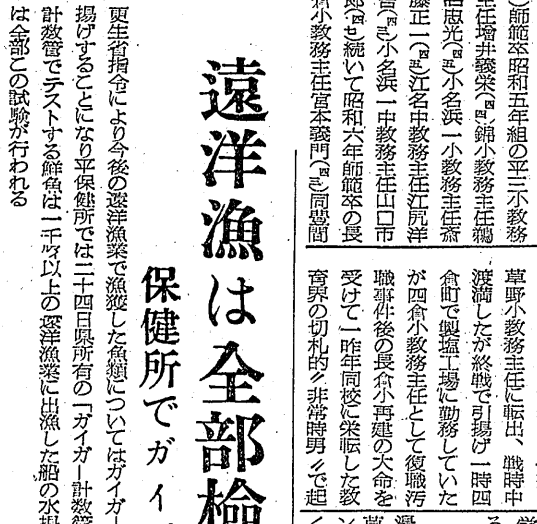 )師範卒昭和五年組の平三小教務
主任増井義栄(四)錦小教務主任鵜
沼恵光(四)小名浜一小教務主任斎
藤正一(四)江名中教務主任江尻洋
吉(四)小名浜一中教務主任山口市
郎(四)続いて昭和六年師範卒の長
倉小教務主任宮本義門(四三)同豊間
草野小教務主任に転出、戦時中
渡満したが終戦で引揚げ一時四
倉町で製塩工場に勤務していた
が四倉小教務主任として復職汚
職事件後の長倉小再建の大命を
受けて一昨年同校に栄転した教
育界の切札的〃非常時男〃で起
遠洋漁は全部検
保健所でガイ
厚生省指令により今後の遠洋漁業で漁獲した魚類についてはガイガー
揚げすることになり平保健所では二十四日県所有の「ガイガー計数管
計数管でテストする鮮魚は一千㌔以上の遠洋漁業に出漁した船の水揚
は全部この試験が行われる